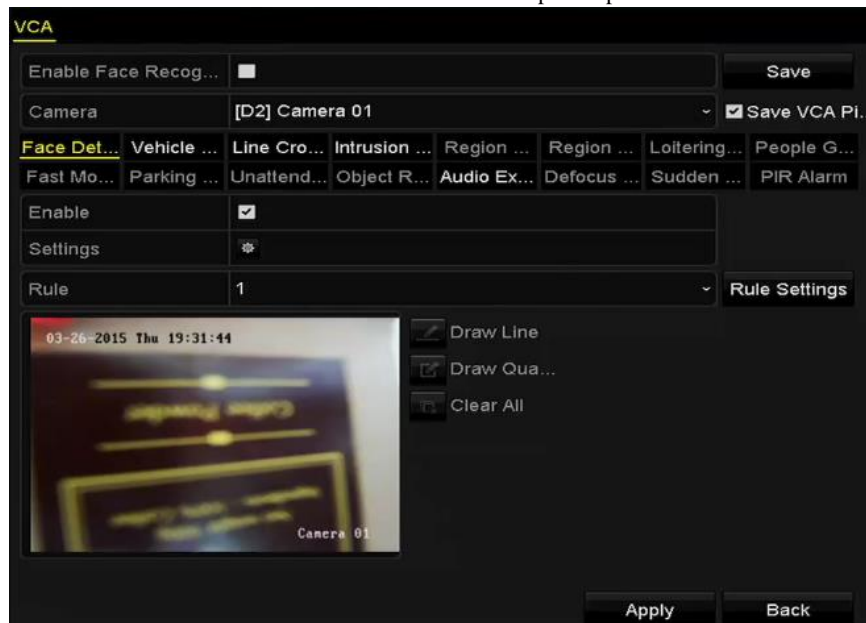 VCA
Enable Face Recog...
Save
Camera [D2] Camera 01
Save VCA Pi..
Face Det... Vehicle ... Line Cro... Intrusion ... Region ... Region ... Loitering... People G...
Fast Mo... Parking ... Unattend... Object R... Audio Ex... Defocus ... Sudden ... PIR Alarm
Enable
Settings
Rule 1 Rule Settings
03-26-2015 Thu 19:31:44
Draw Line
Draw Qua...
Clear All
Camera 01
Apply Back